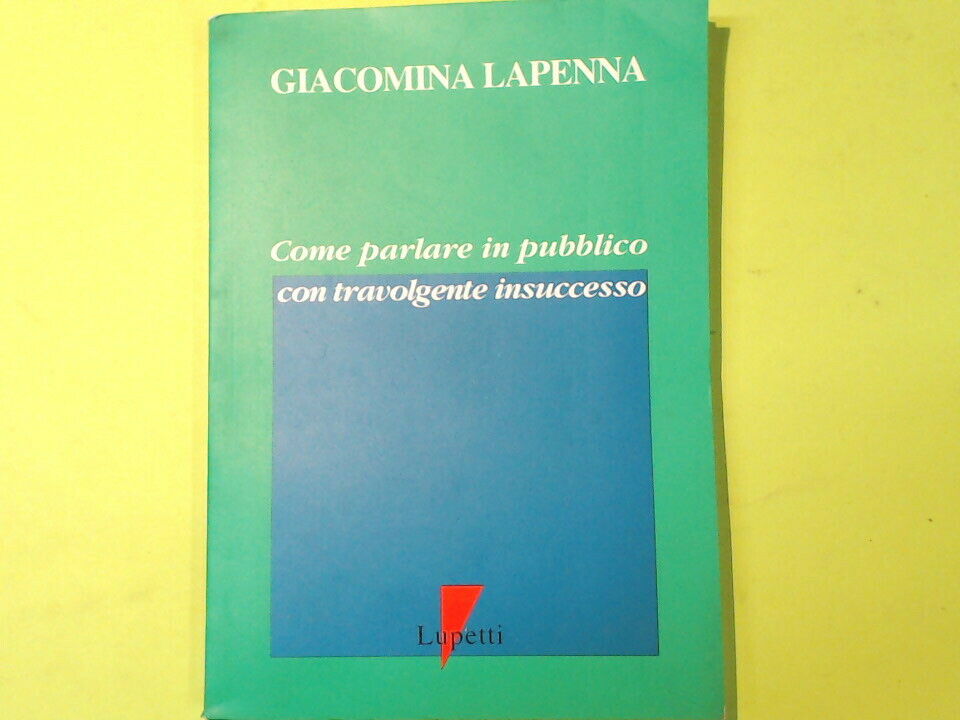 GIACOMINA LAPENNA
Come parlare in pubblico
con travolgente insuccesso
Lupetti